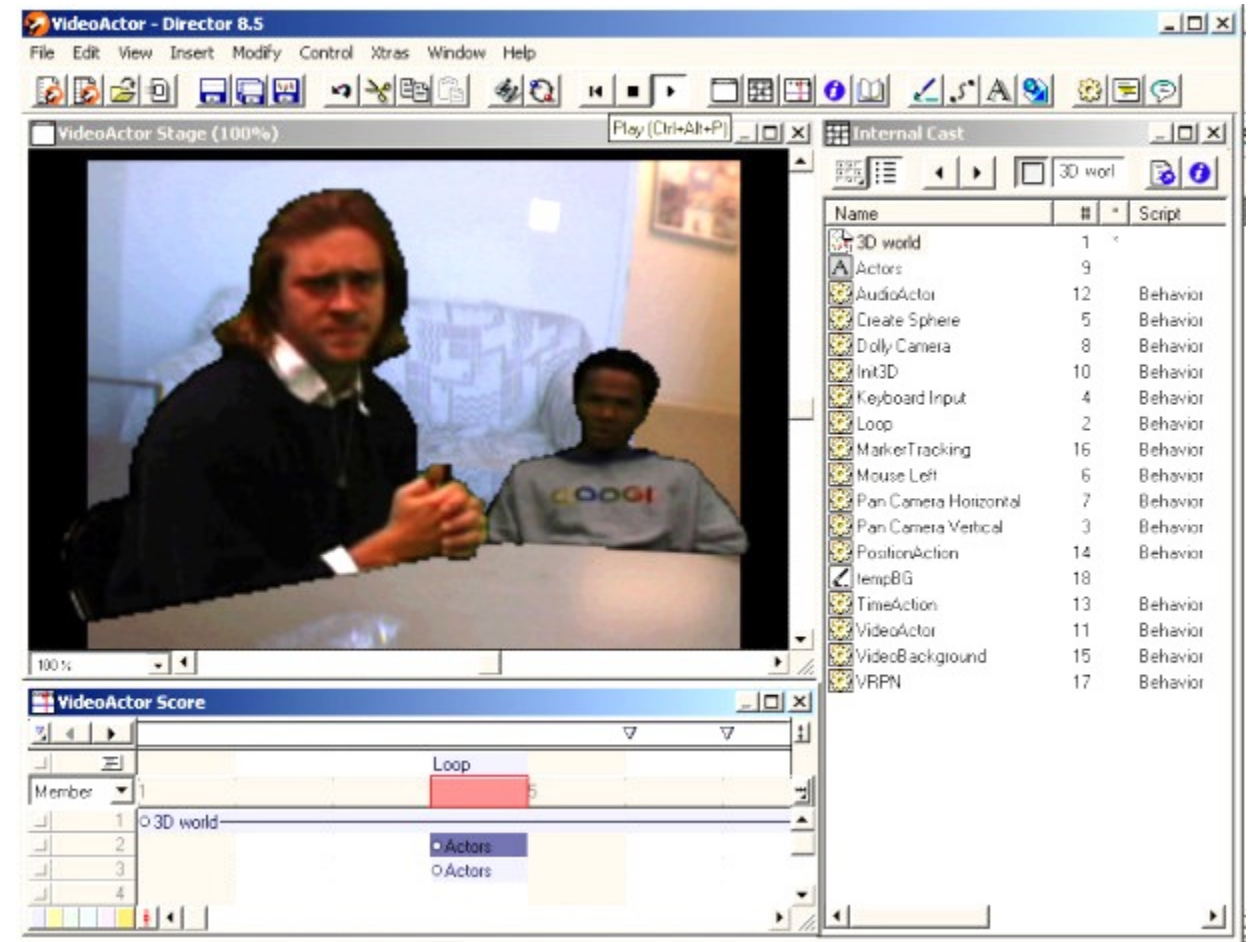 VideoActor - Director 8.5
File Edit View Insert Modify Control Xtras Window Help
VideoActor Stage (100%)
Play (Ctrl+Alt+P)
GOOGL
100%
VideoActor Score
Loop
Member
1
5
1 3D world
2 Actors
3 Actors
4
Internal Cast
3D worl
Name # * Script
3D world 1 *
Actors 9
AudioActor 12 Behavior
Create Sphere 5 Behavior
Dolly Camera 8 Behavior
Init3D 10 Behavior
Keyboard Input 4 Behavior
Loop 2 Behavior
MarkerTracking 16 Behavior
Mouse Left 6 Behavior
Pan Camera Horizontal 7 Behavior
Pan Camera Vertical 3 Behavior
PositionAction 14 Behavior
tempBG 18
TimeAction 13 Behavior
VideoActor 11 Behavior
VideoBackground 15 Behavior
VRPN 17 Behavior